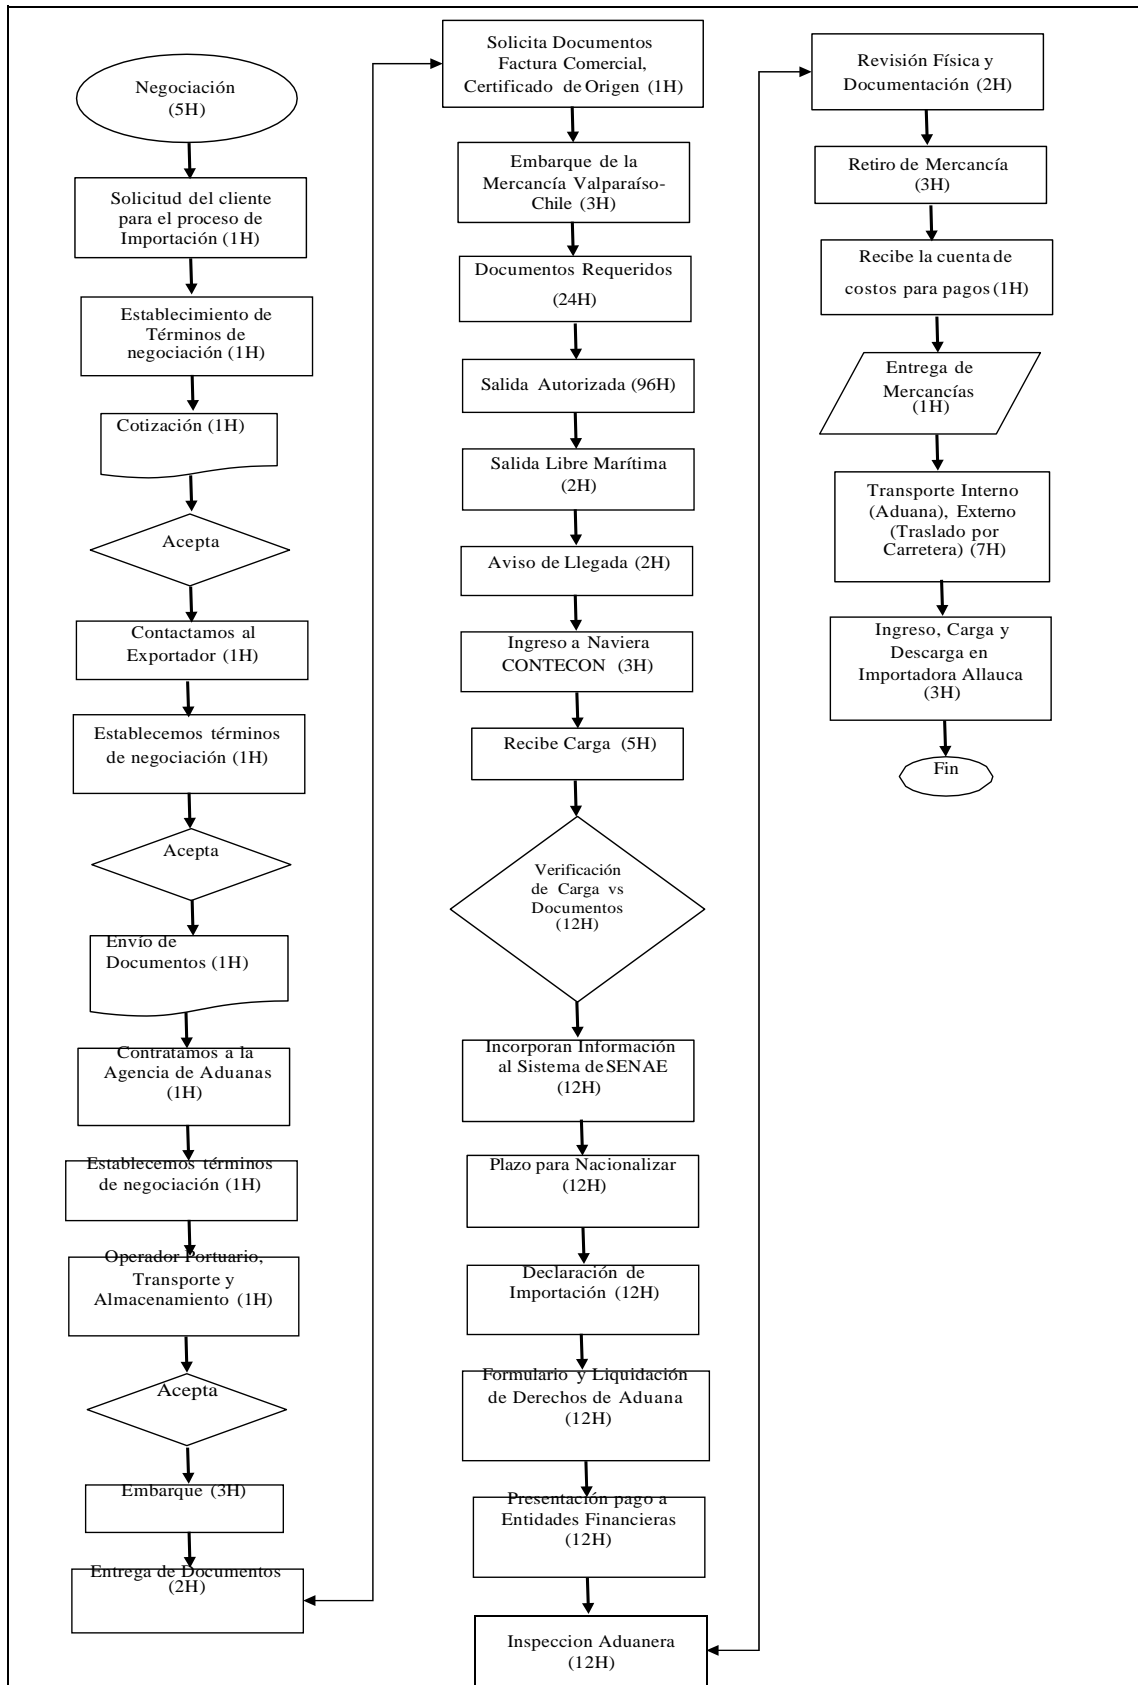 Negociación
(5H)
Solicitud del cliente
para el proceso de
Importación (1H)
Establecimiento de
Términos de
negociación (1H)
Cotización (1H)
Acepta
Contactamos al
Exportador (1H)
Establecemos términos
de negociación (1H)
Acepta
Envío de
Documentos (1H)
Contratamos a la
Agencia de Aduanas
(1H)
Establecemos términos
de negociación (1H)
Operador Portuario,
Transporte y
Almacenamiento (1H)
Acepta
Embarque (3H)
Entrega de Documentos
(2H)
Solicita Documentos
Factura Comercial,
Certificado de Origen (1H)
Embarque de la
Mercancía Valparaíso-
Chile (3H)
Documentos Requeridos
(24H)
Salida Autorizada (96H)
Salida Libre Marítima
(2H)
Aviso de Llegada (2H)
Ingreso a Naviera
CONTECON (3H)
Recibe Carga (5H)
Verificación
de Carga vs
Documentos
(12H)
Incorporan Información
al Sistema de SENAE
(12H)
Plazo para Nacionalizar
(12H)
Declaración de
Importación (12H)
Formulario y Liquidación
de Derechos de Aduana
(12H)
Presentación pago a
Entidades Financieras
(12H)
Inspeccion Aduanera
(12H)
Revisión Física y
Documentación (2H)
Retiro de Mercancía
(3H)
Recibe la cuenta de
costos para pagos (1H)
Entrega de
Mercancías
(1H)
Transporte Interno
(Aduana), Externo
(Traslado por
Carretera) (7H)
Ingreso, Carga y
Descarga en
Importadora Allauca
(3H)
Fin